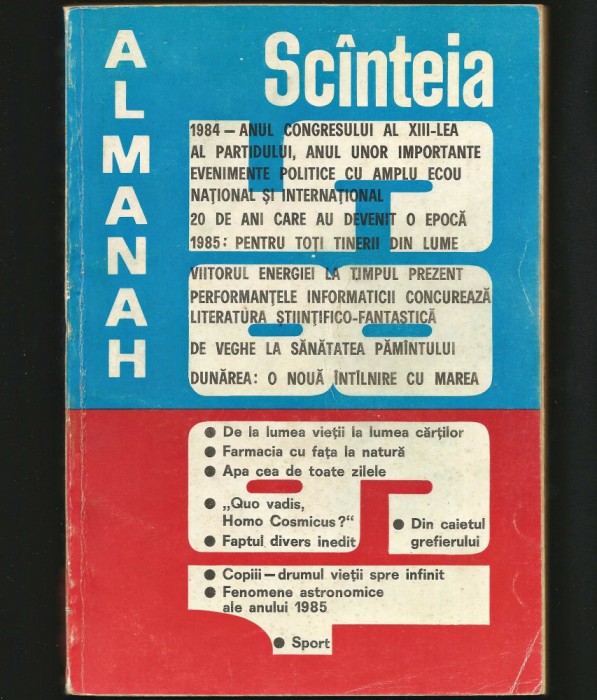 ALMANAH
Scînteia
1984 — ANUL CONGRESULUI AL XIII-LEA
AL PARTIDULUI, ANUL UNOR IMPORTANTE
EVENIMENTE POLITICE CU AMPLU ECOU
NAȚIONAL ȘI INTERNAȚIONAL
20 DE ANI CARE AU DEVENIT O EPOCĂ
1985: PENTRU TOȚI TINERII DIN LUME
VIITORUL ENERGIEI LA TIMPUL PREZENT
PERFORMANȚELE INFORMATICII CONCUREAZĂ
LITERATURA ȘTIINȚIFICO-FANTASTICĂ
DE VEGHE LA SĂNĂTATEA PĂMÎNTULUI
DUNĂREA: O NOUĂ ÎNTÎLNIRE CU MAREA
● De la lumea vieții la lumea cărților
● Farmacia cu fața la natură
● Apa cea de toate zilele
● „Quo vadis,
Homo Cosmicus?“
● Faptul divers inedit
● Din caietul
grefierului
● Copiii — drumul vieții spre infinit
● Fenomene astronomice
ale anului 1985
● Sport
1985